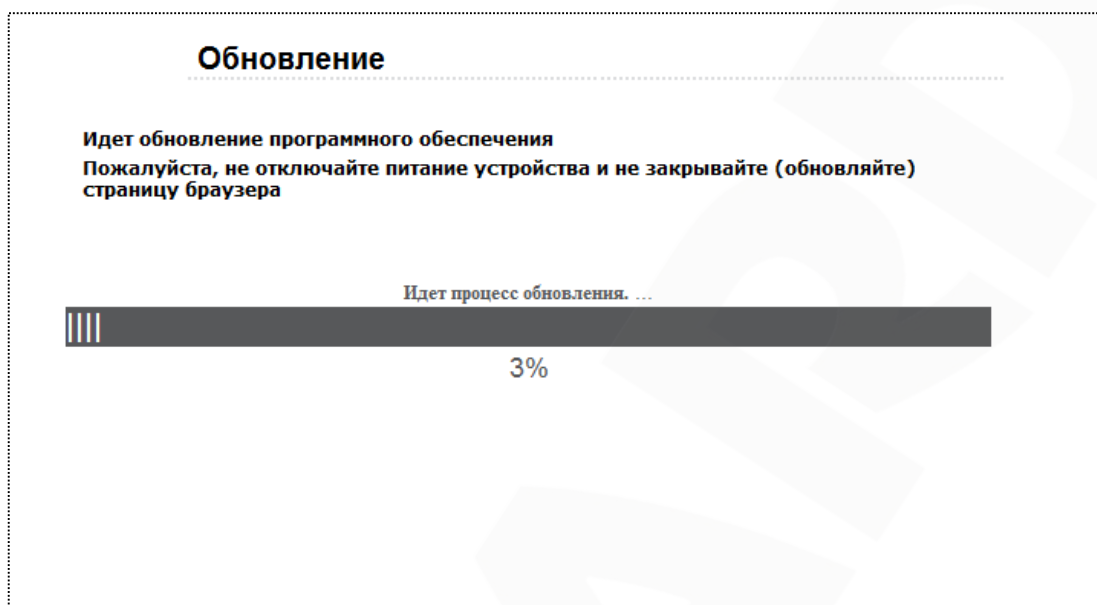 Обновление
Идет обновление программного обеспечения
Пожалуйста, не отключайте питание устройства и не закрывайте (обновляйте)
страницу браузера
Идет процесс обновления. ...
3%